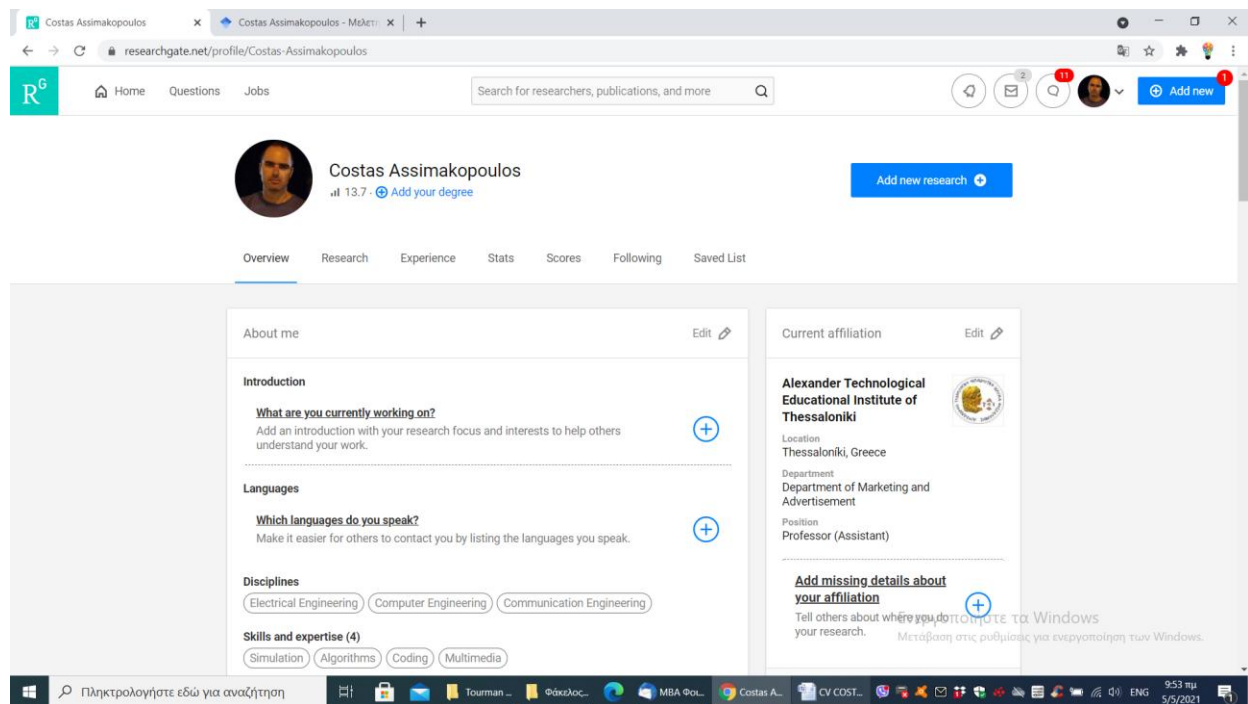 Costas Assimakopoulos
Costas Assimakopoulos - Μελετη
researchgate.net/profile/Costas-Assimakopoulos
RG
Home Questions Jobs
Search for researchers, publications, and more
2
11
Add new
1
Costas Assimakopoulos
13.7 · Add your degree
Add new research
Overview Research Experience Stats Scores Following Saved List
About me Edit
Introduction
What are you currently working on?
Add an introduction with your research focus and interests to help others
understand your work.
Languages
Which languages do you speak?
Make it easier for others to contact you by listing the languages you speak.
Disciplines
Electrical Engineering Computer Engineering Communication Engineering
Skills and expertise (4)
Simulation Algorithms Coding Multimedia
Current affiliation Edit
Alexander Technological
Educational Institute of
Thessaloniki
Location
Thessaloníki, Greece
Department
Department of Marketing and
Advertisement
Position
Professor (Assistant)
Add missing details about
your affiliation
Tell others about where you do
your research.
τα Windows
Μετάβαση στις ρυθμίσεις για ενεργοποίηση των Windows.
Πληκτρολογήστε εδώ για αναζήτηση
Tourman ... Φάκελος... MBA Φοι... Costas A... CV COST...
ENG
9:53 πμ
5/5/2021